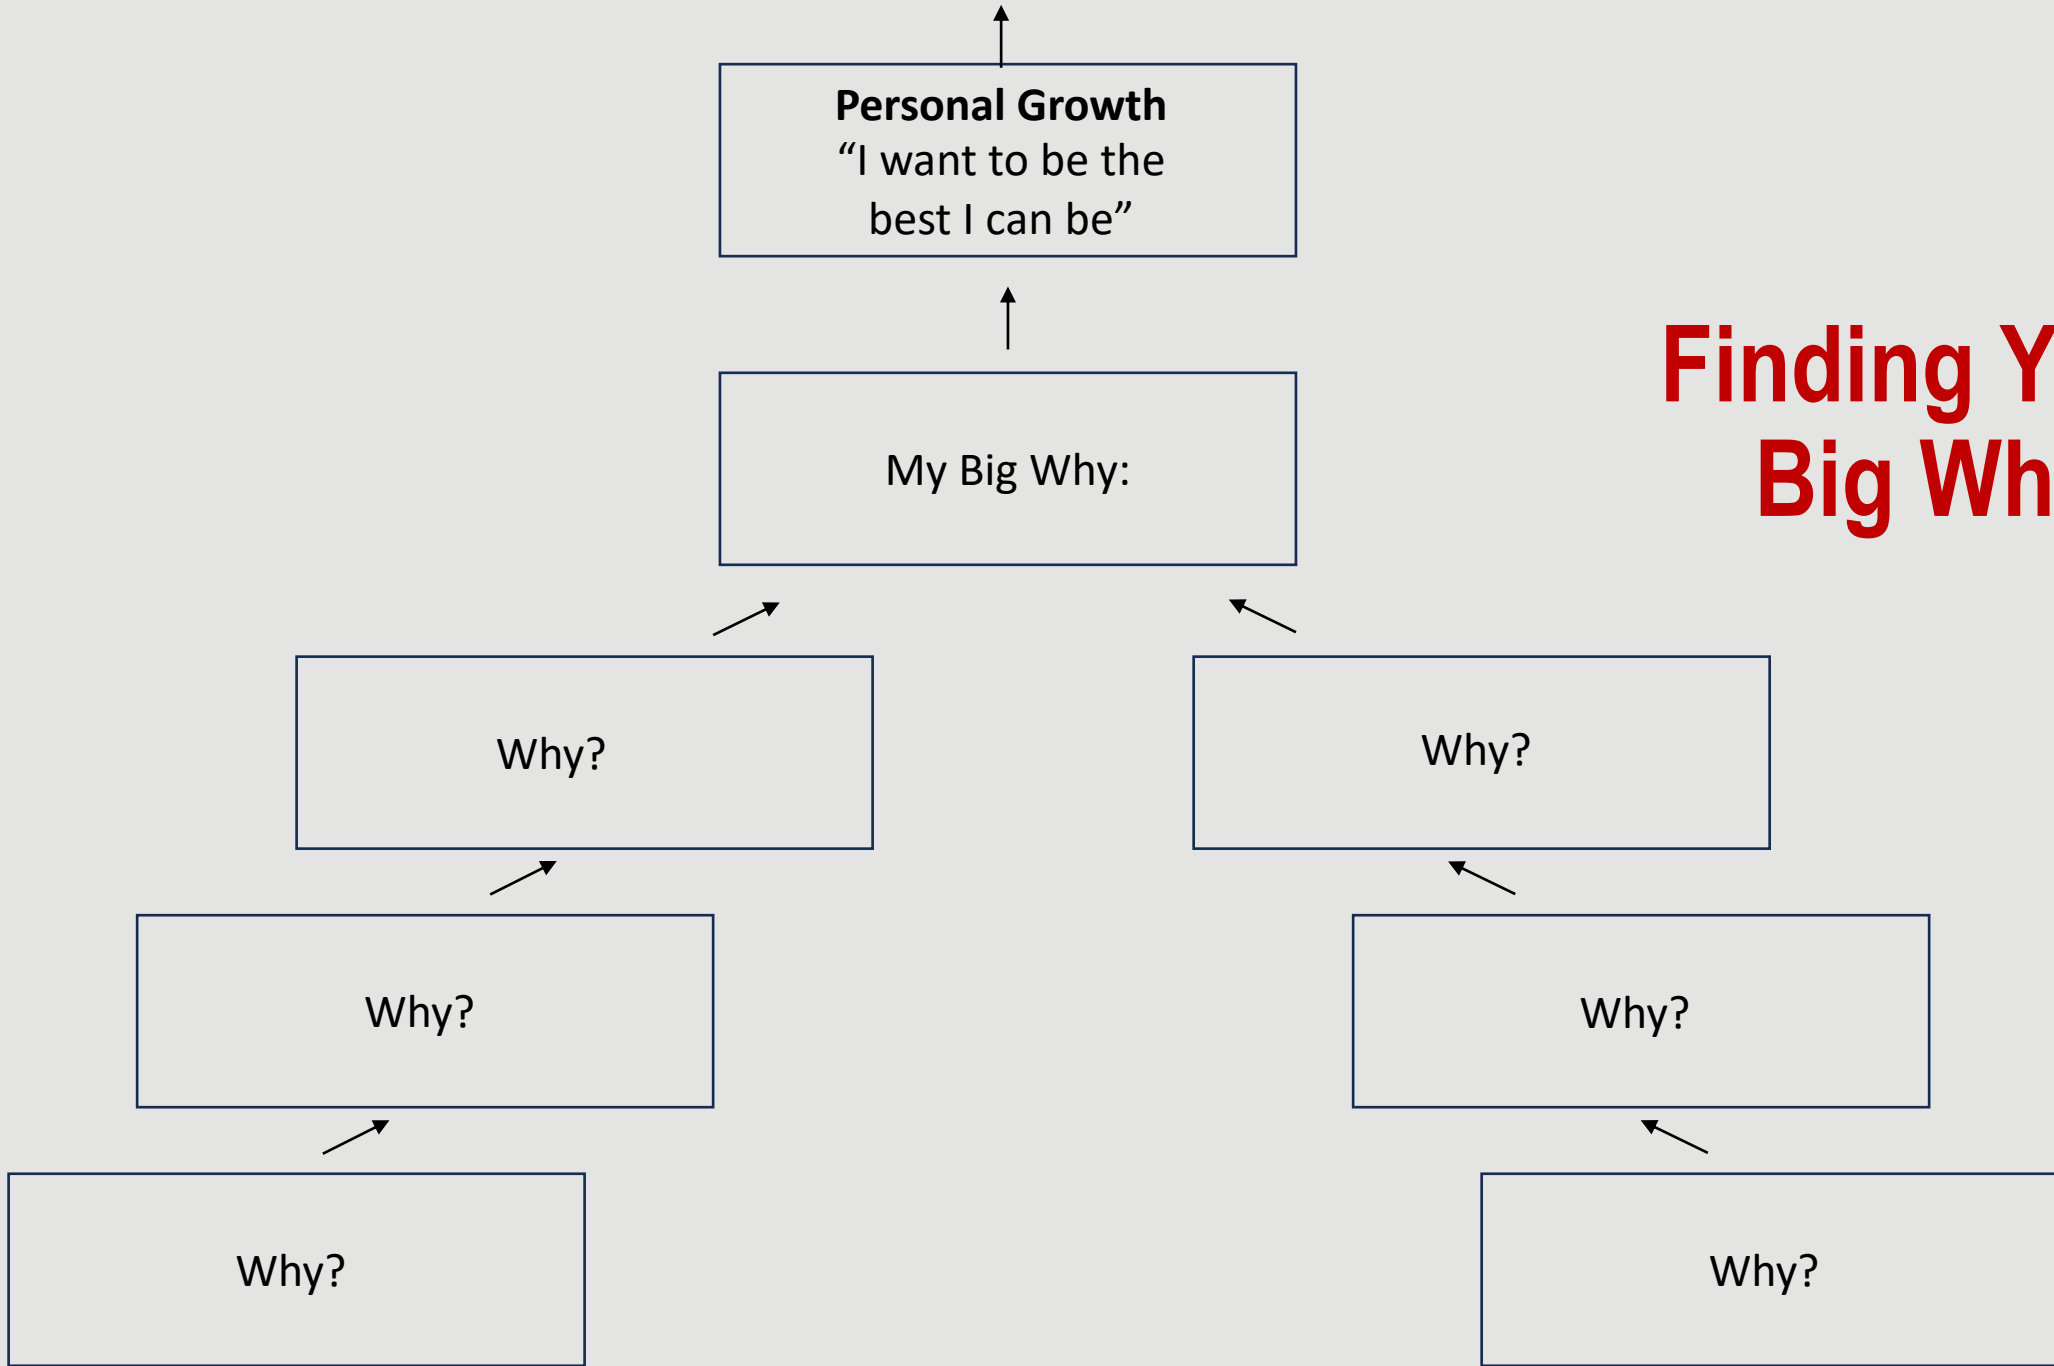 Personal Growth
“I want to be the
best I can be”
Finding Y
Big Wh
My Big Why:
Why?
Why?
Why?
Why?
Why?
Why?